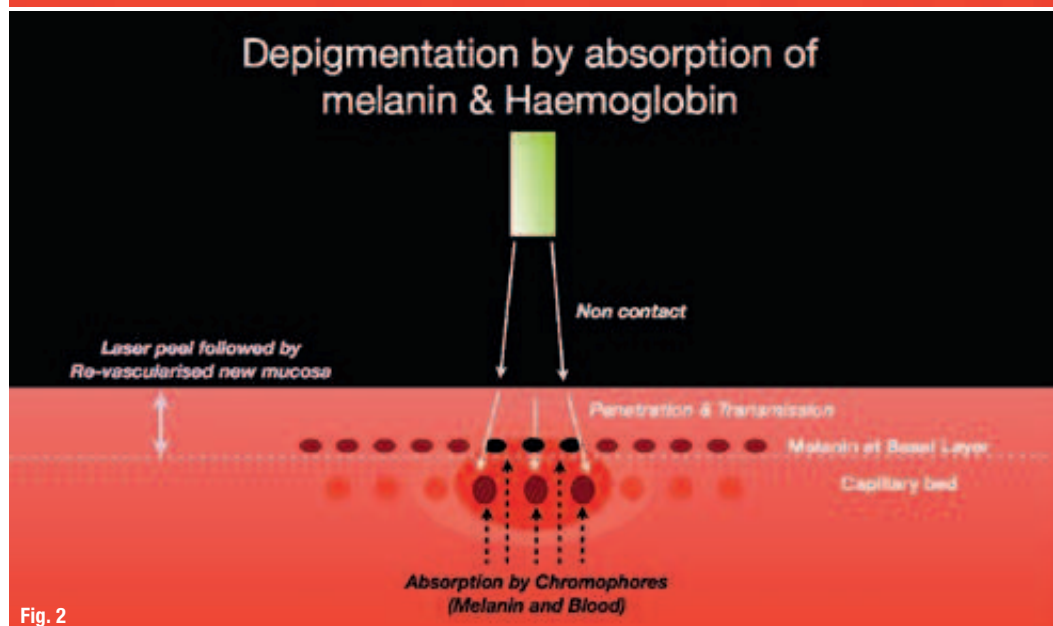 Depigmentation by absorption of
melanin & Haemoglobin
Non contact
Laser peel followed by
Re-vascularised new mucosa
Penetration & Transmission
Melanin at Basal Layer
Capillary bed
Absorption by Chromophores
(Melanin and Blood)
Fig. 2